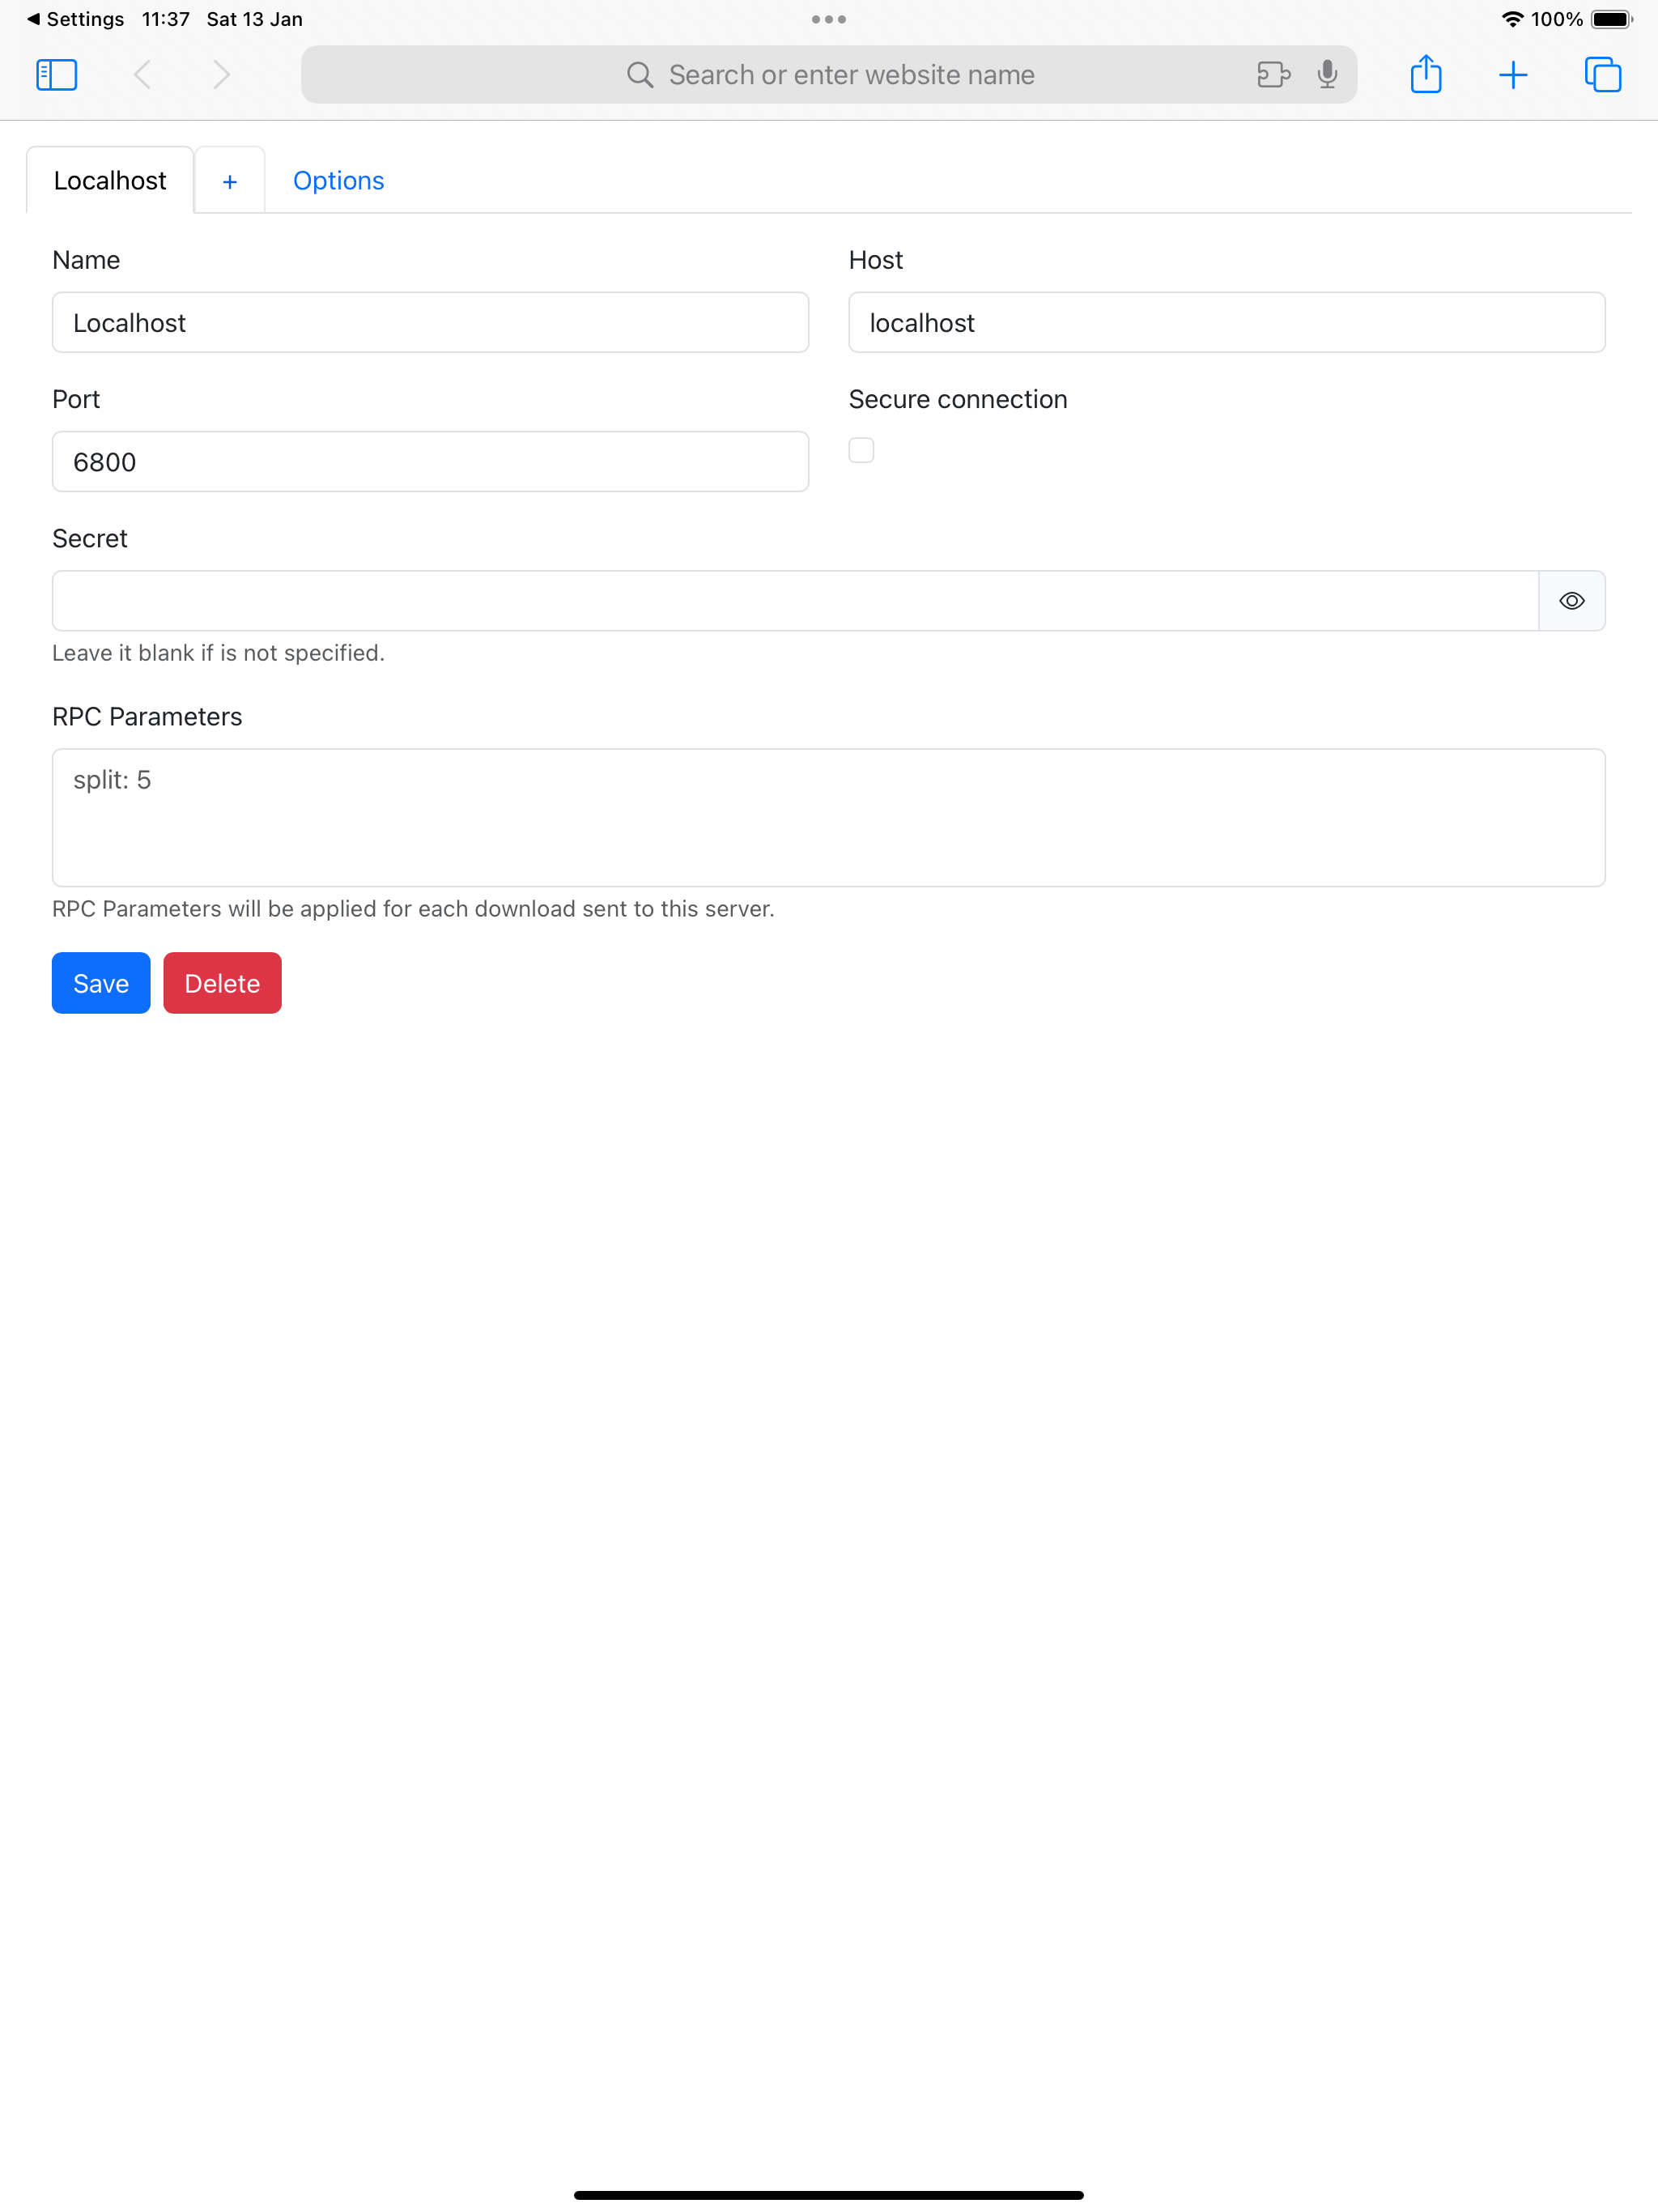 Settings 11:37 Sat 13 Jan 100%
Search or enter website name
Localhost + Options
Name Host
Localhost localhost
Port Secure connection
6800
Secret
Leave it blank if is not specified.
RPC Parameters
split: 5
RPC Parameters will be applied for each download sent to this server.
Save Delete